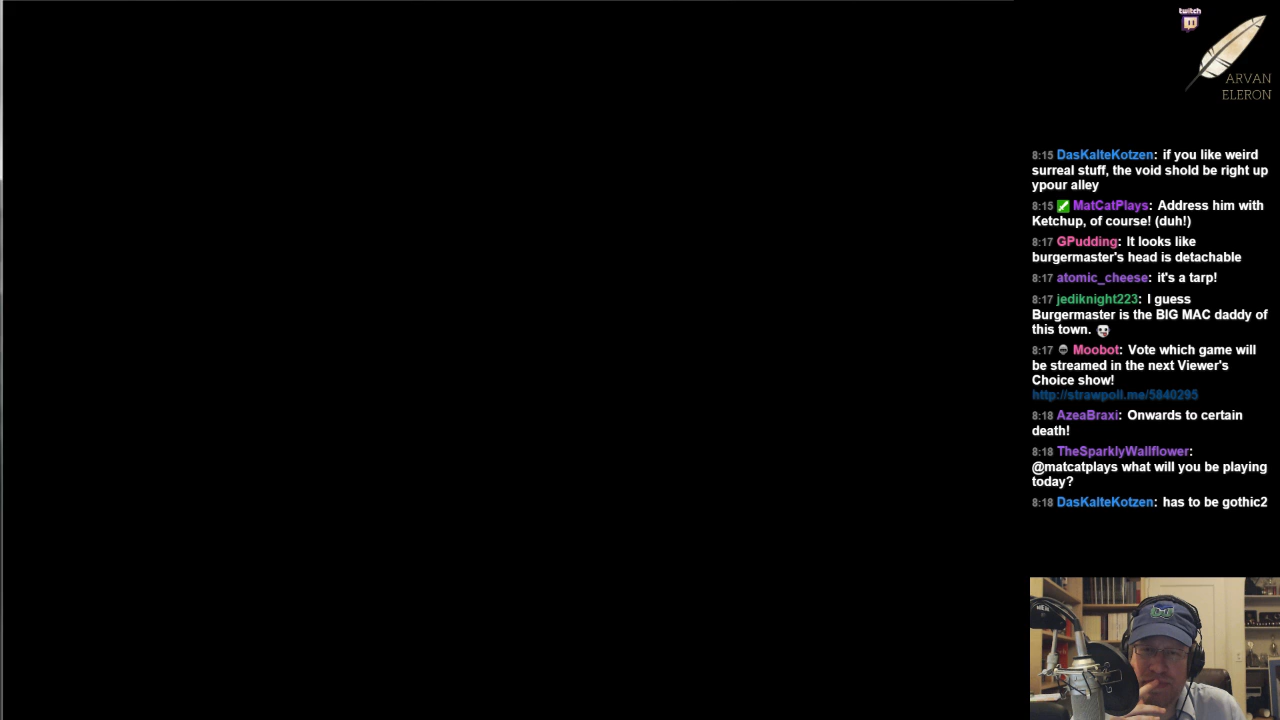 twitch
ARVAN
ELERON
8:15 DasKalteKotzen: if you like weird
surreal stuff, the void shold be right up
ypour alley
8:15 MatCatPlays: Address him with
Ketchup, of course! (duh!)
8:17 GPudding: It looks like
burgermaster's head is detachable
8:17 atomic_cheese: it's a tarp!
8:17 jediknight223: I guess
Burgermaster is the BIG MAC daddy of
this town.
8:17 Moobot: Vote which game will
be streamed in the next Viewer's
Choice show!
http://strawpoll.me/5840295
8:18 AzeaBraxi: Onwards to certain
death!
8:18 TheSparklyWallflower:
@matcatplays what will you be playing
today?
8:18 DasKalteKotzen: has to be gothic2